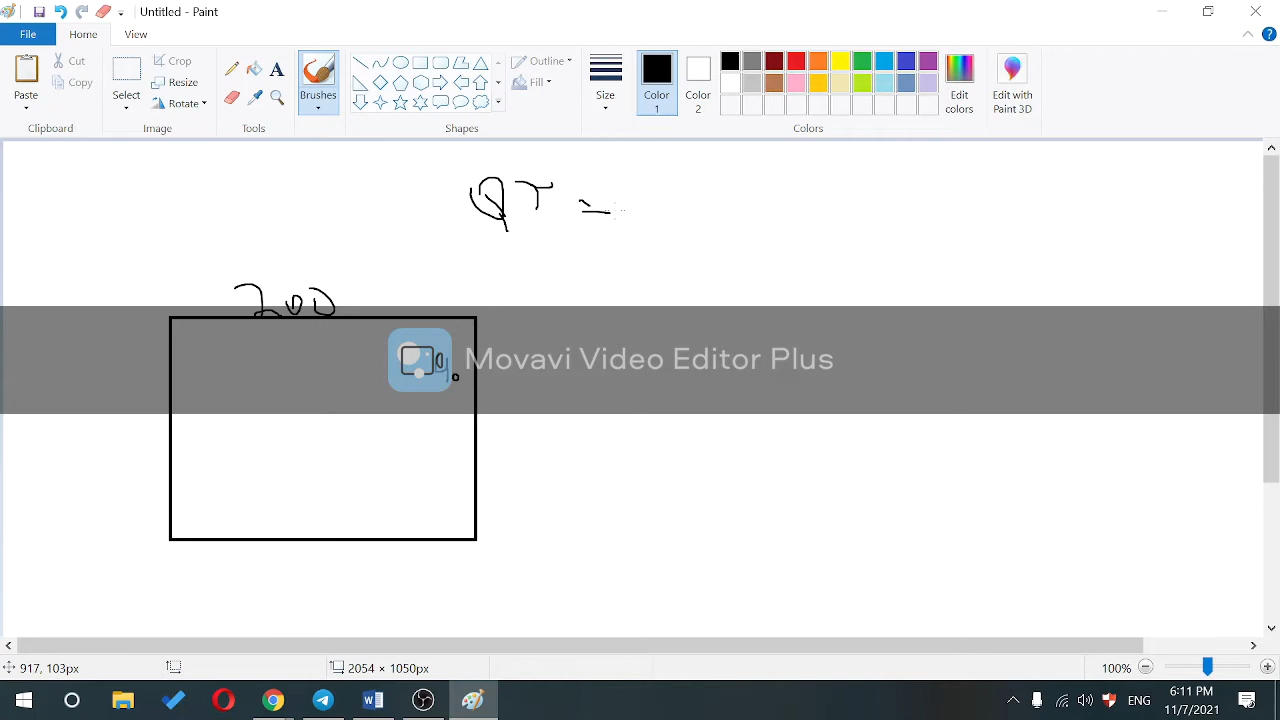 Untitled - Paint
File
Home
View
Paste
Cut
Copy
Clipboard
Select
Crop
Resize
Rotate
Image
Tools
Brushes
Outline
Fill
Shapes
Size
Color
1
Color
2
Edit
colors
Colors
Edit with
Paint 3D
QT =
200
Movavi Video Editor Plus
917, 103px
2054 × 1050px
100%
ENG
6:11 PM
11/7/2021